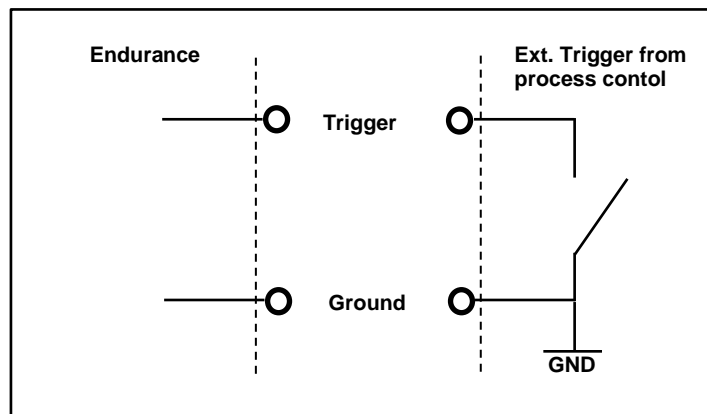 Endurance
Ext. Trigger from
process contol
Trigger
Ground
GND